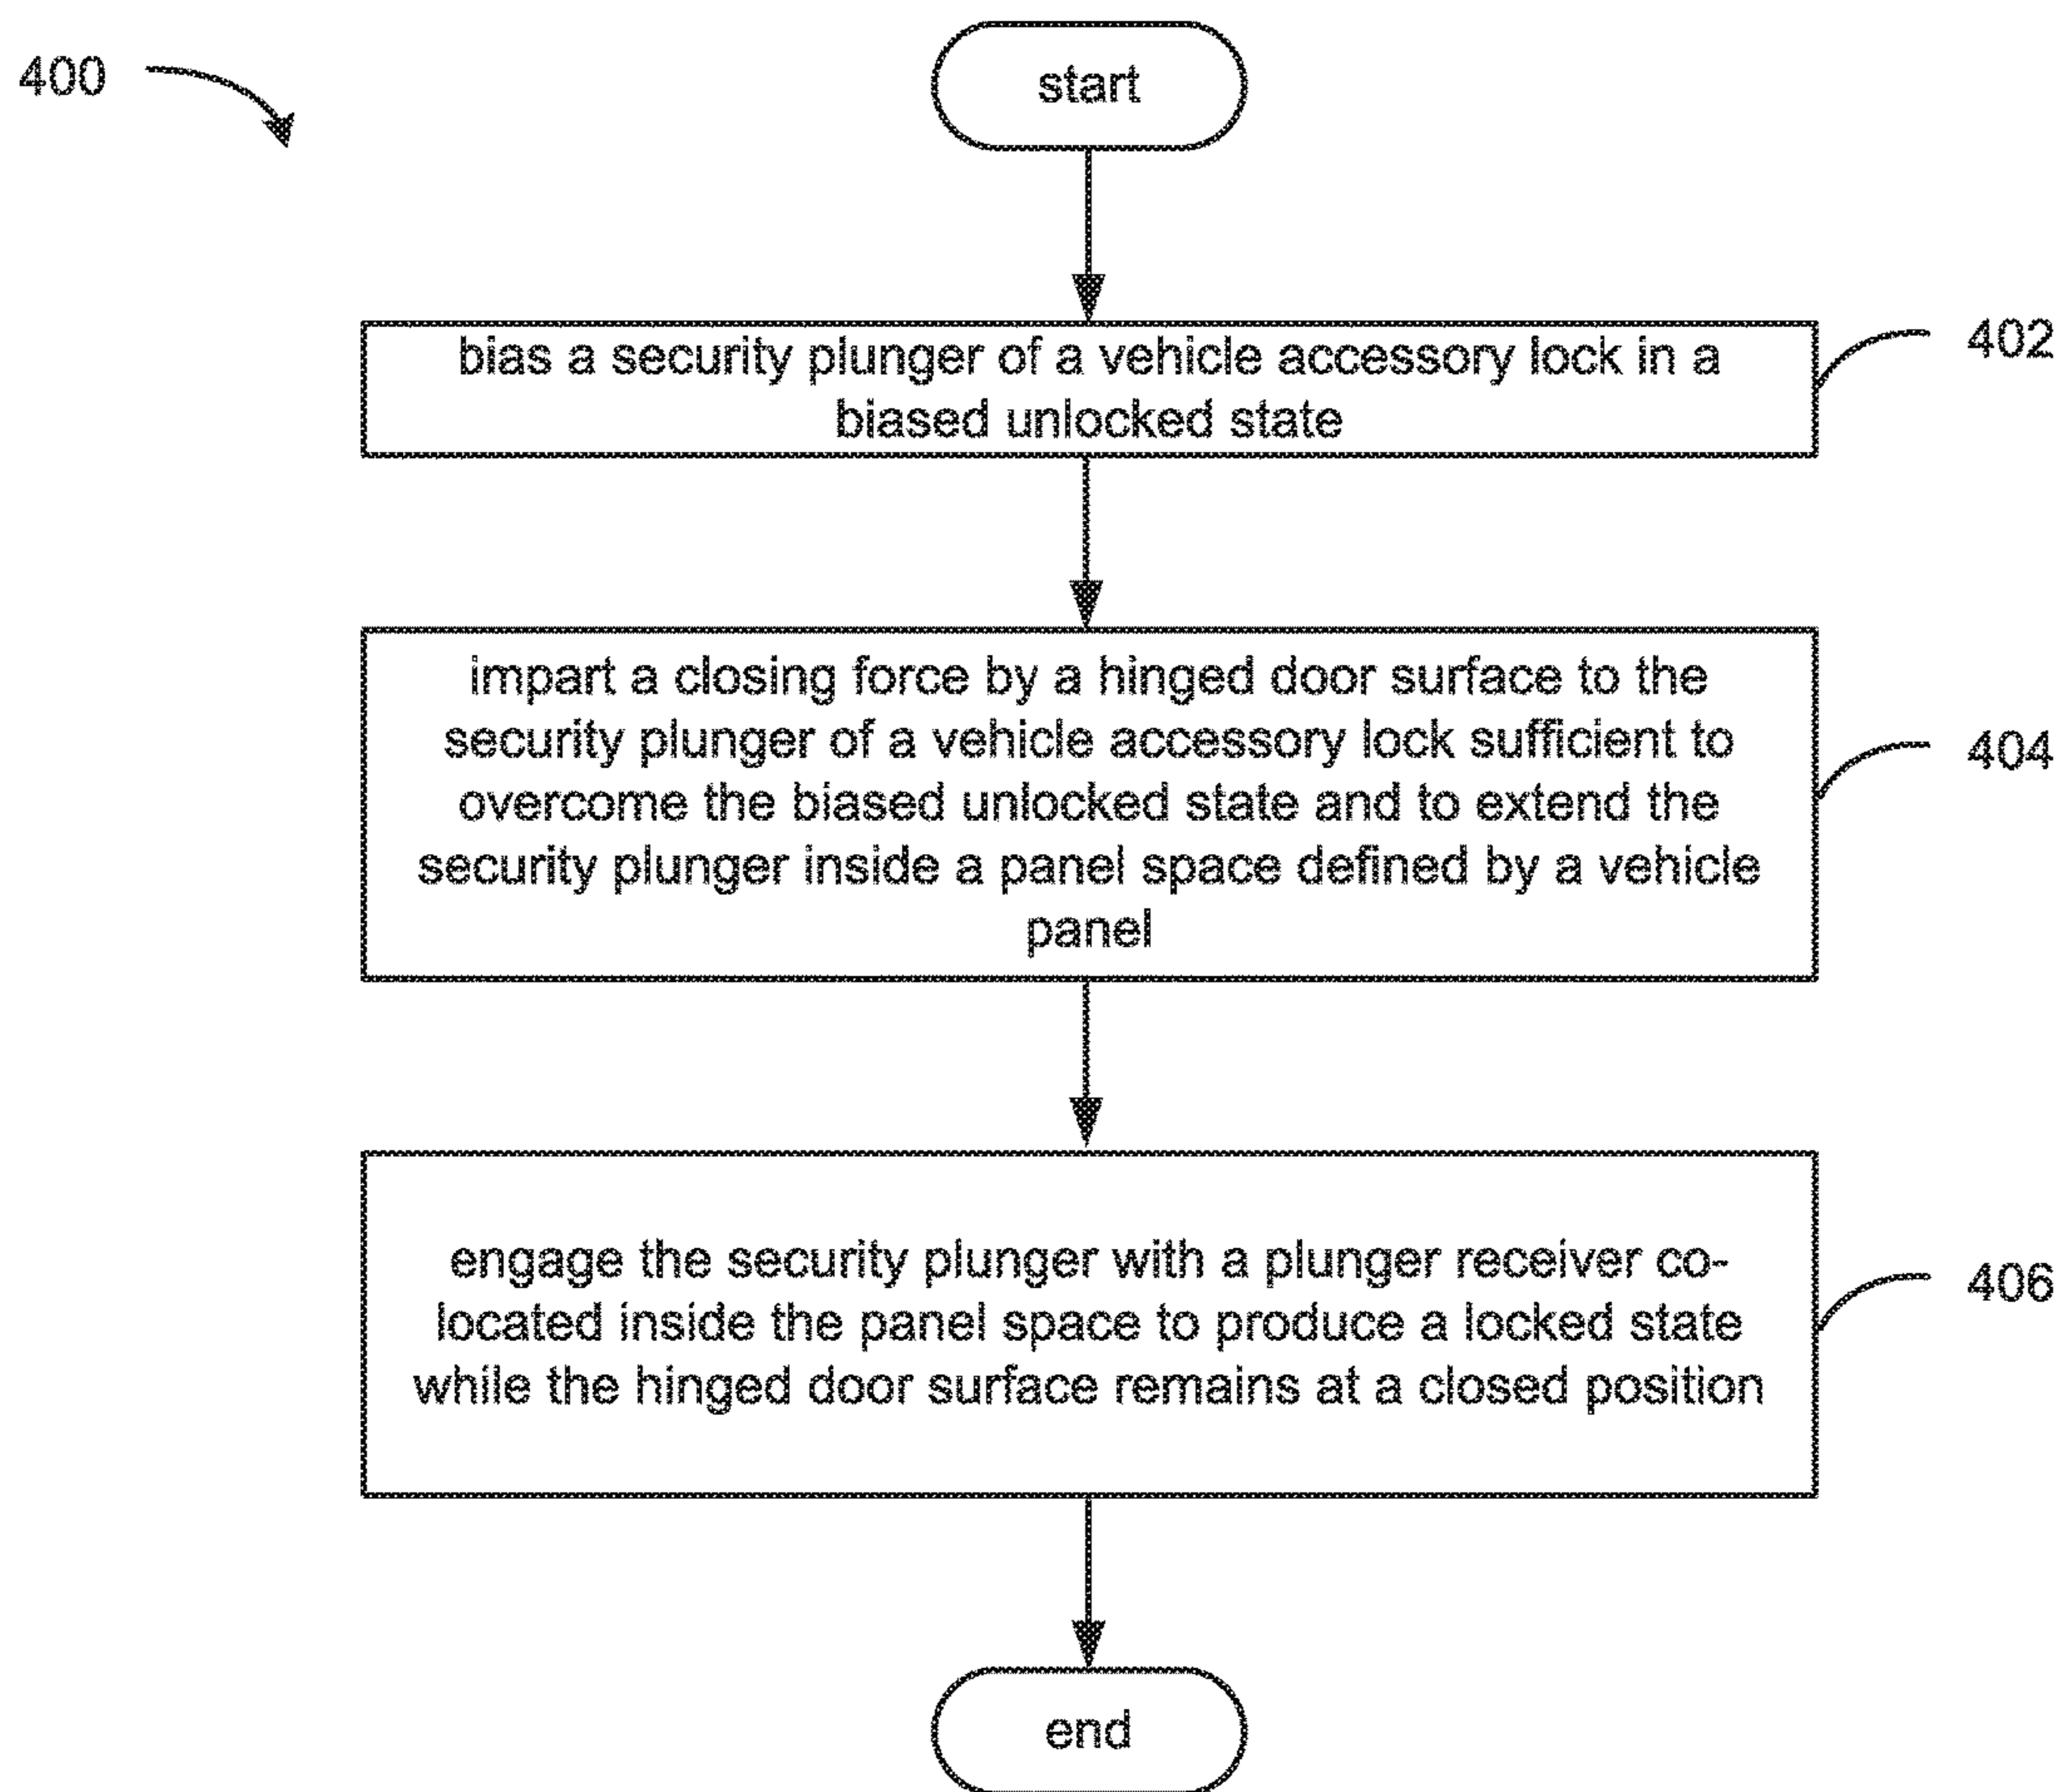 400
start
bias a security plunger of a vehicle accessory lock in a
biased unlocked state
402
impart a closing force by a hinged door surface to the
security plunger of a vehicle accessory lock sufficient to
overcome the biased unlocked state and to extend the
security plunger inside a panel space defined by a vehicle
panel
404
engage the security plunger with a plunger receiver co-
located inside the panel space to produce a locked state
while the hinged door surface remains at a closed position
406
end